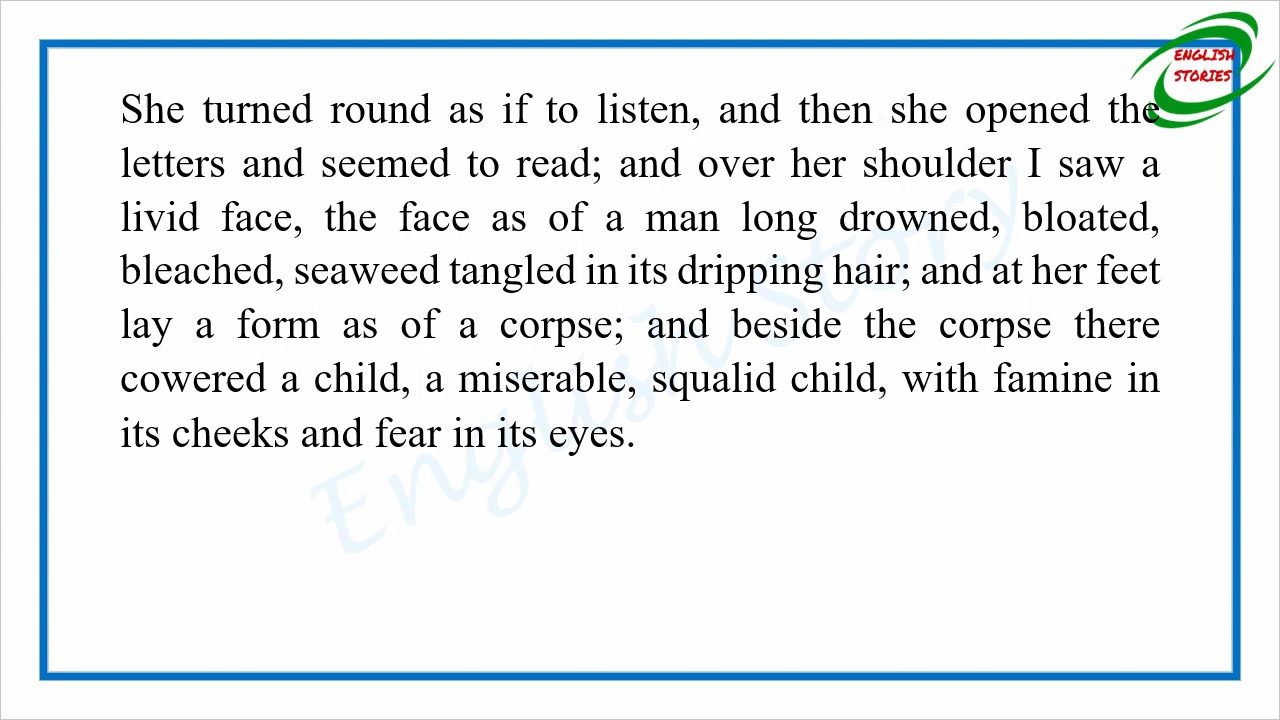 ENGLISH
STORIES
She turned round as if to listen, and then she opened the
letters and seemed to read; and over her shoulder I saw a
livid face, the face as of a man long drowned, bloated,
bleached, seaweed tangled in its dripping hair; and at her feet
lay a form as of a corpse; and beside the corpse there
cowered a child, a miserable, squalid child, with famine in
its cheeks and fear in its eyes.
English Story